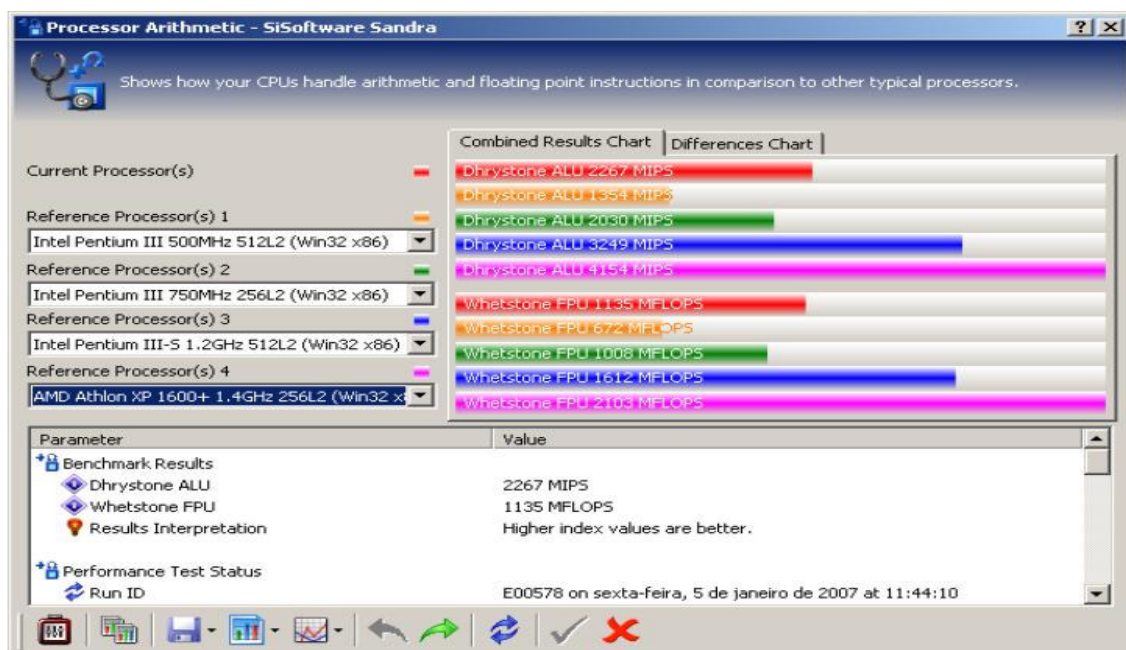 Processor Arithmetic - SiSoftware Sandra
Shows how your CPUs handle arithmetic and floating point instructions in comparison to other typical processors.
Combined Results Chart
Differences Chart
Current Processor(s)
Reference Processor(s) 1
Intel Pentium III 500MHz 512L2 (Win32 x86)
Reference Processor(s) 2
Intel Pentium III 750MHz 256L2 (Win32 x86)
Reference Processor(s) 3
Intel Pentium III-S 1.2GHz 512L2 (Win32 x86)
Reference Processor(s) 4
AMD Athlon XP 1600+ 1.4GHz 256L2 (Win32
Dhrystone ALU 2267 MIPS
Dhrystone ALU 1354 MIPS
Dhrystone ALU 2030 MIPS
Dhrystone ALU 3249 MIPS
Dhrystone ALU 4154 MIPS
Whetstone FPU 1135 MFLOPS
Whetstone FPU 672 MFLOPS
Whetstone FPU 1008 MFLOPS
Whetstone FPU 1612 MFLOPS
Whetstone FPU 2103 MFLOPS
Parameter Value
Benchmark Results
Dhrystone ALU 2267 MIPS
Whetstone FPU 1135 MFLOPS
Results Interpretation Higher index values are better.
Performance Test Status
Run ID E00578 on sexta-feira, 5 de janeiro de 2007 at 11:44:10